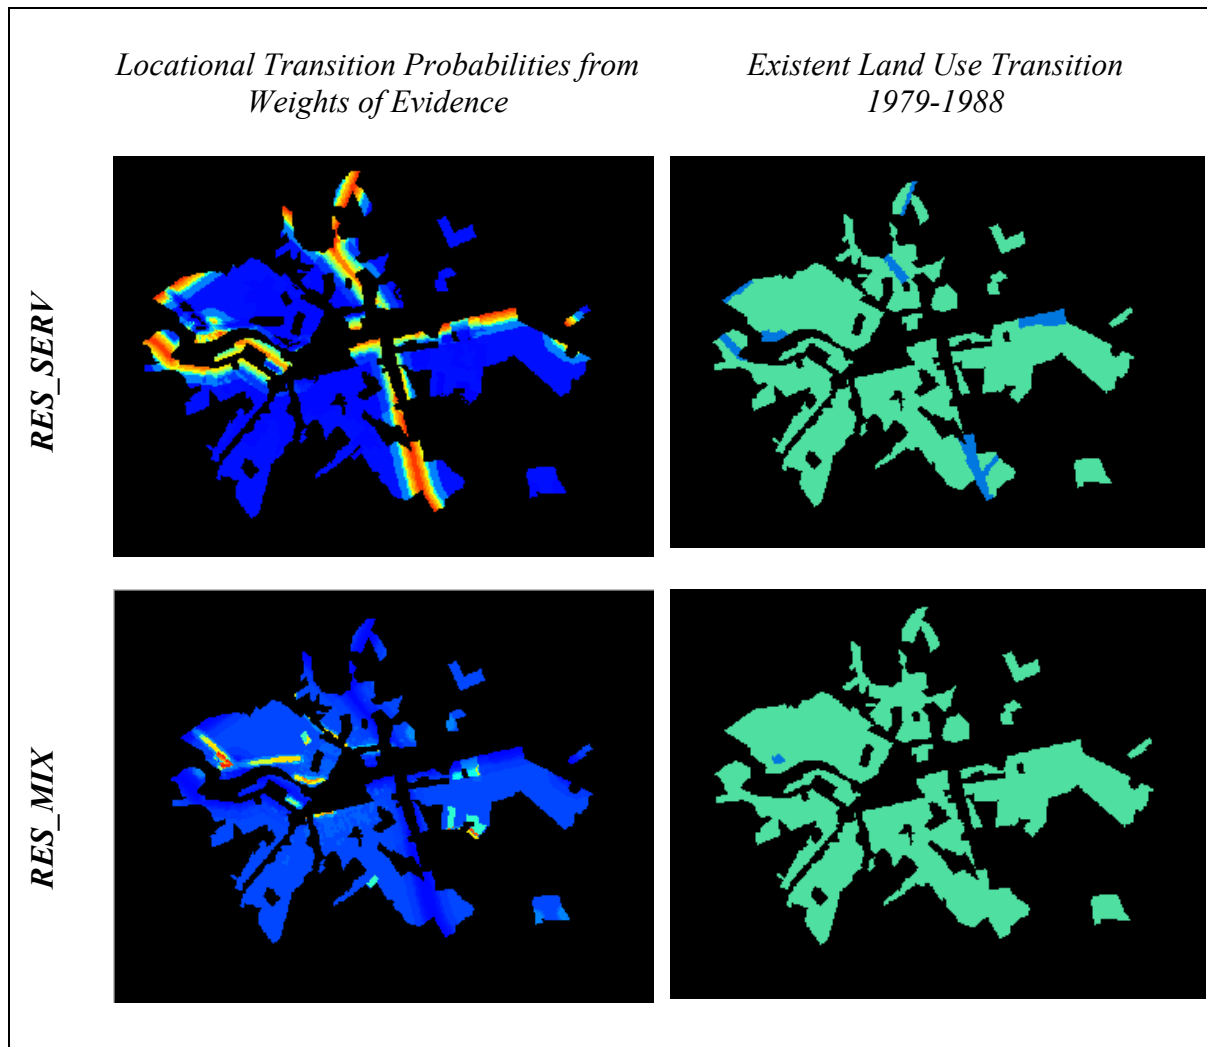 Locational Transition Probabilities from
Weights of Evidence
Existent Land Use Transition
1979-1988
RES_SERV
RES_MIX